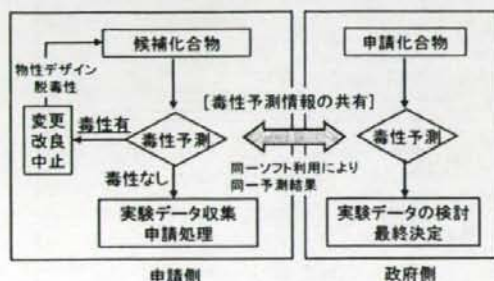 候補化合物
物性デザイン
脱毒性
変更
改良
中止
毒性有
毒性予測
毒性なし
実験データ収集
申請処理
申請側
[毒性予測情報の共有]
同一ソフト利用により
同一予測結果
申請化合物
毒性予測
実験データの検討
最終決定
政府側